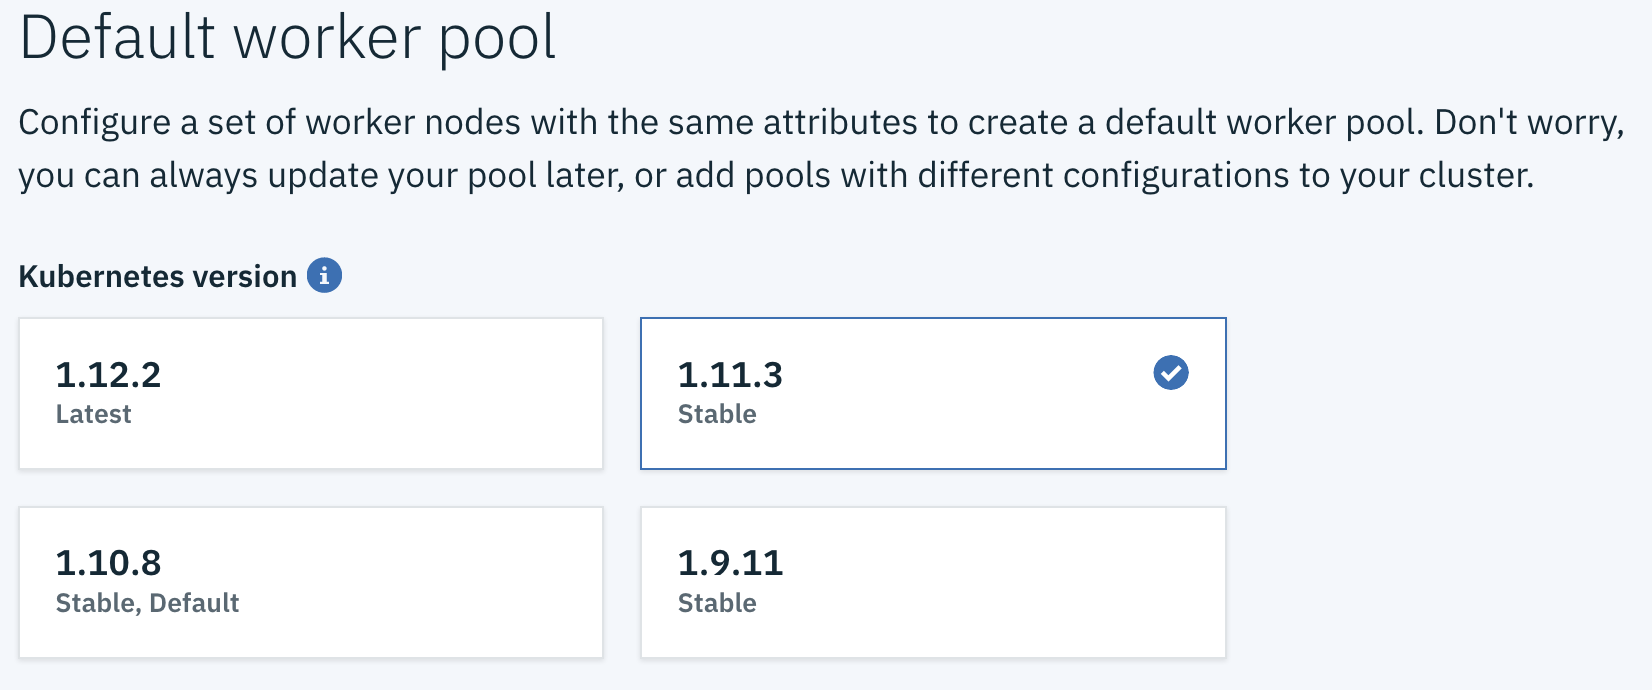 Default worker pool
Configure a set of worker nodes with the same attributes to create a default worker pool. Don't worry,
you can always update your pool later, or add pools with different configurations to your cluster.
Kubernetes version
1.12.2
Latest
1.11.3
Stable
1.10.8
Stable, Default
1.9.11
Stable